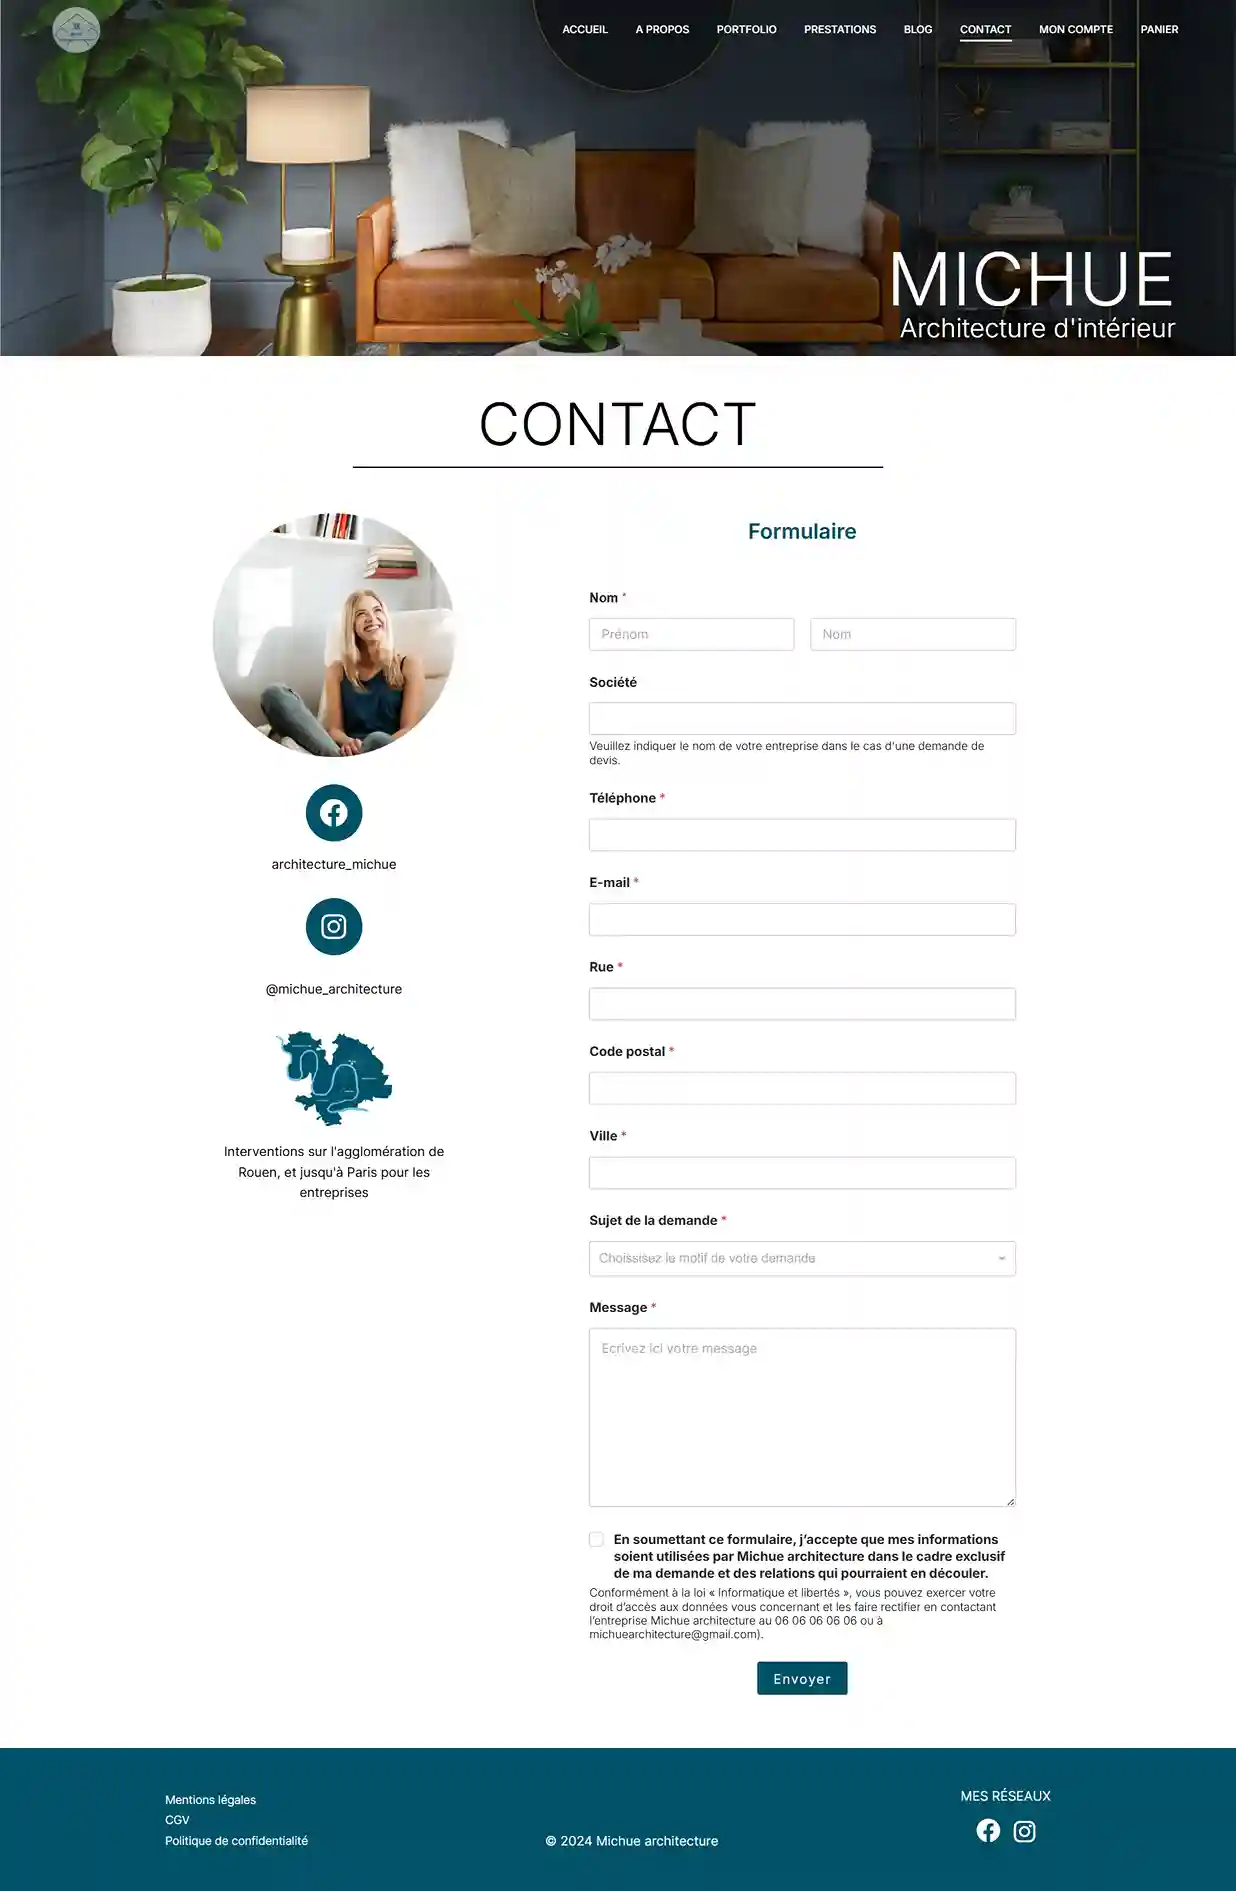 ACCUEIL A PROPOS PORTFOLIO PRESTATIONS BLOG CONTACT MON COMPTE PANIER
MICHUE
Architecture d'intérieur
CONTACT
architecture_michue
@michue_architecture
Interventions sur l'agglomération de
Rouen, et jusqu'à Paris pour les
entreprises
Formulaire
Nom *
Prénom Nom
Société
Veuillez indiquer le nom de votre entreprise dans le cas d'une demande de
devis.
Téléphone *
E-mail *
Rue *
Code postal *
Ville *
Sujet de la demande *
Choississez le motif de votre demande
Message *
Ecrivez ici votre message
En soumettant ce formulaire, j’accepte que mes informations
soient utilisées par Michue architecture dans le cadre exclusif
de ma demande et des relations qui pourraient en découler.
Conformément à la loi « Informatique et libertés », vous pouvez exercer votre
droit d’accès aux données vous concernant et les faire rectifier en contactant
l’entreprise Michue architecture au 06 06 06 06 06 ou à
michuearchitecture@gmail.com).
Envoyer
Mentions légales
CGV
Politique de confidentialité
© 2024 Michue architecture
MES RÉSEAUX